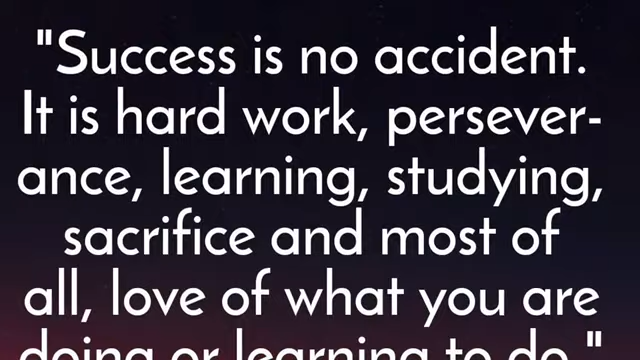 "Success is no accident.
It is hard work, persever-
ance, learning, studying,
sacrifice and most of
all, love of what you are
doing or learning to do."